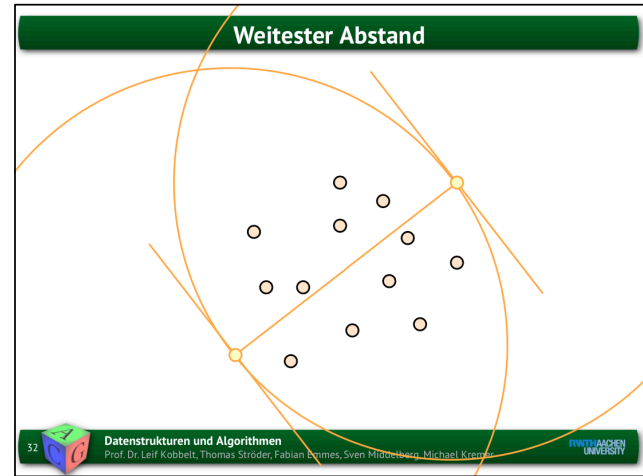 Weitester Abstand
32
A
C
G
Datenstrukturen und Algorithmen
Prof. Dr. Leif Kobbelt, Thomas Ströder, Fabian Emmes, Sven Middelberg, Michael Kremer
RWTHAACHEN
UNIVERSITY